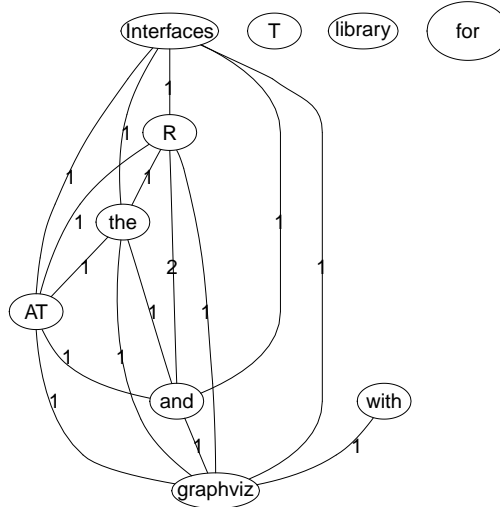 Interfaces T library for
1
1 R
1 1
1 the 1
1 2 1
AT 1 1
1 1
1 and with
1 1
graphviz